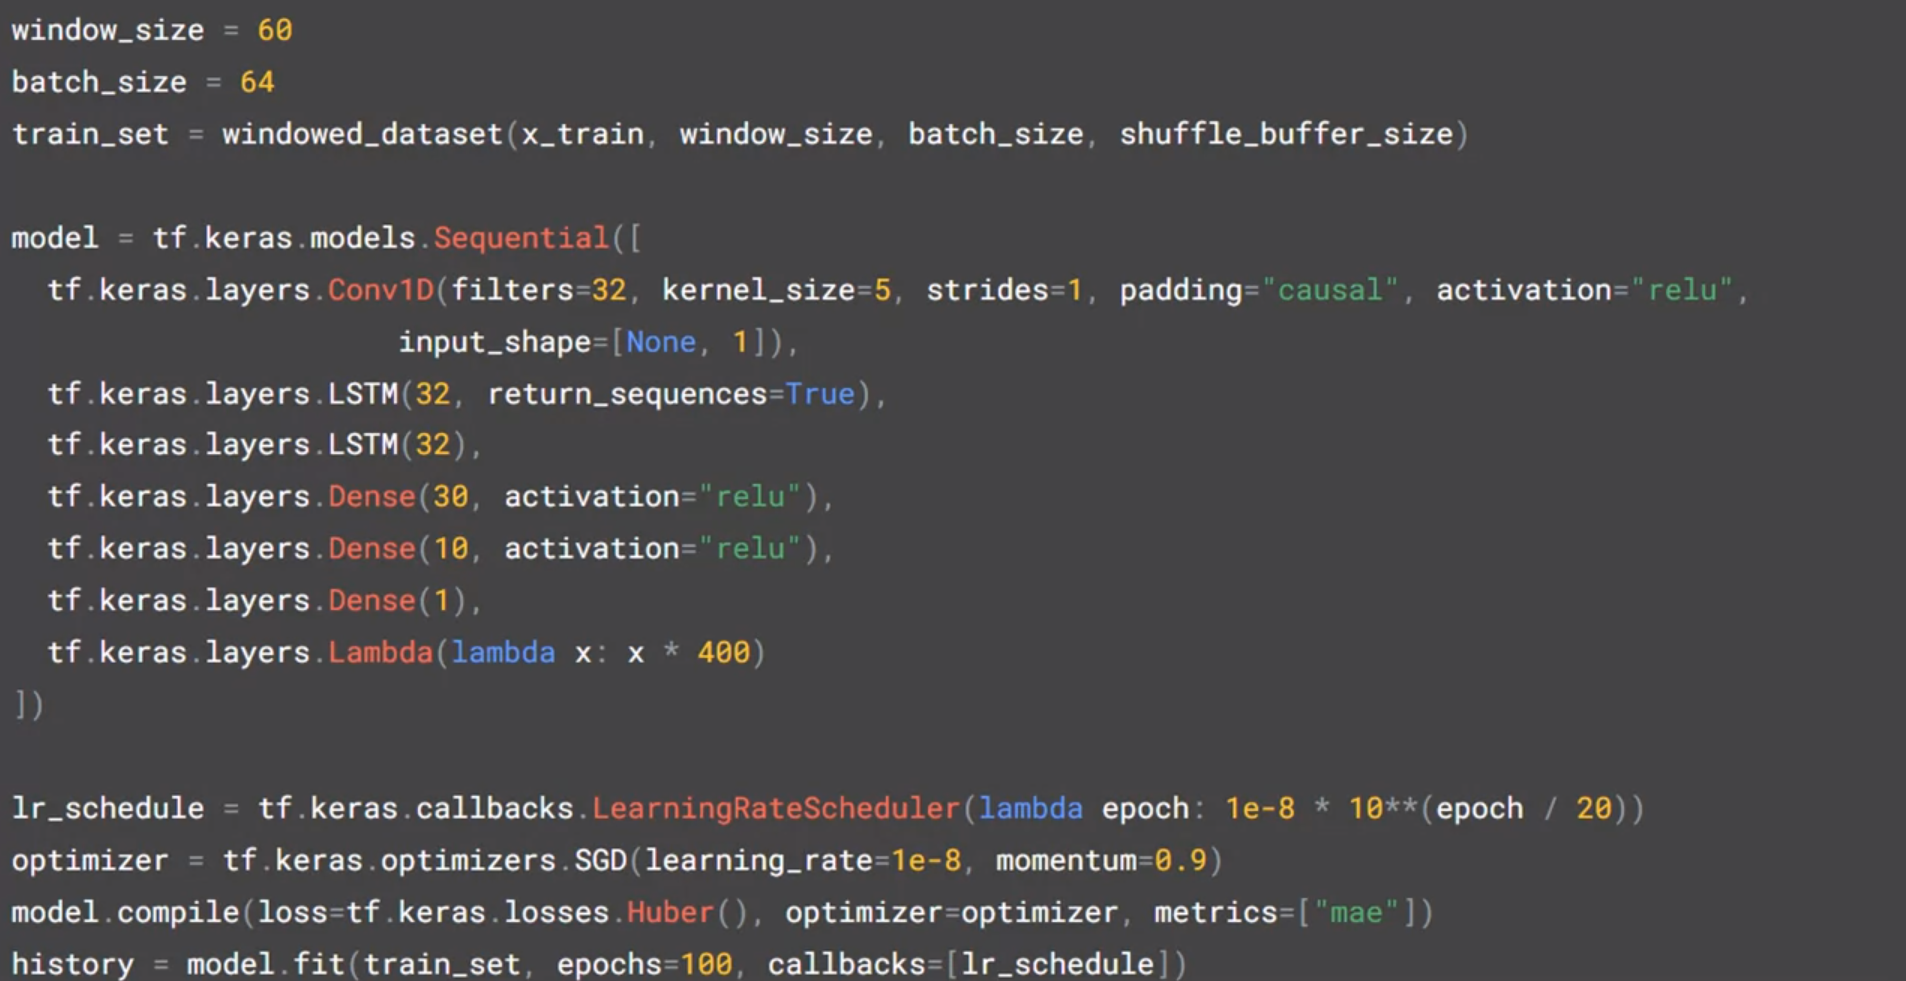 window_size = 60
batch_size = 64
train_set = windowed_dataset(x_train, window_size, batch_size, shuffle_buffer_size)
model = tf.keras.models.Sequential([
  tf.keras.layers.Conv1D(filters=32, kernel_size=5, strides=1, padding="causal", activation="relu",
                      input_shape=[None, 1]),
  tf.keras.layers.LSTM(32, return_sequences=True),
  tf.keras.layers.LSTM(32),
  tf.keras.layers.Dense(30, activation="relu"),
  tf.keras.layers.Dense(10, activation="relu"),
  tf.keras.layers.Dense(1),
  tf.keras.layers.Lambda(lambda x: x * 400)
])
lr_schedule = tf.keras.callbacks.LearningRateScheduler(lambda epoch: 1e-8 * 10**(epoch / 20))
optimizer = tf.keras.optimizers.SGD(learning_rate=1e-8, momentum=0.9)
model.compile(loss=tf.keras.losses.Huber(), optimizer=optimizer, metrics=["mae"])
history = model.fit(train_set, epochs=100, callbacks=[lr_schedule])